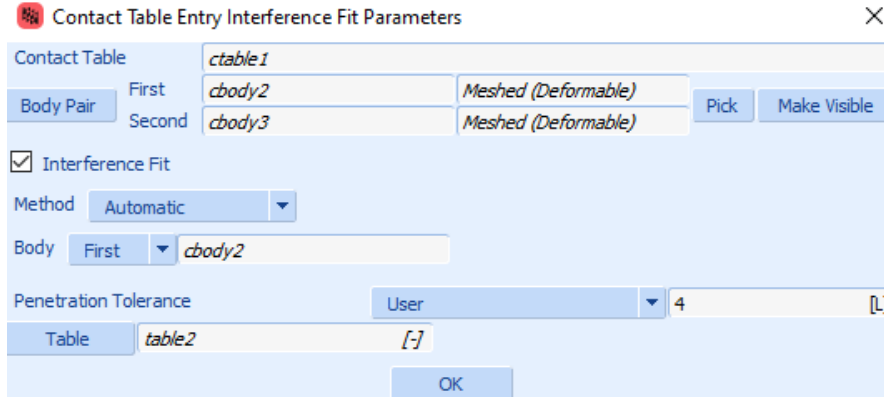 Contact Table Entry Interference Fit Parameters
Contact Table ctable1
Body Pair First cbody2 Meshed (Deformable) Pick Make Visible
Second cbody3 Meshed (Deformable)
Interference Fit
Method Automatic
Body First cbody2
Penetration Tolerance User 4 [L]
Table table2 [-]
OK